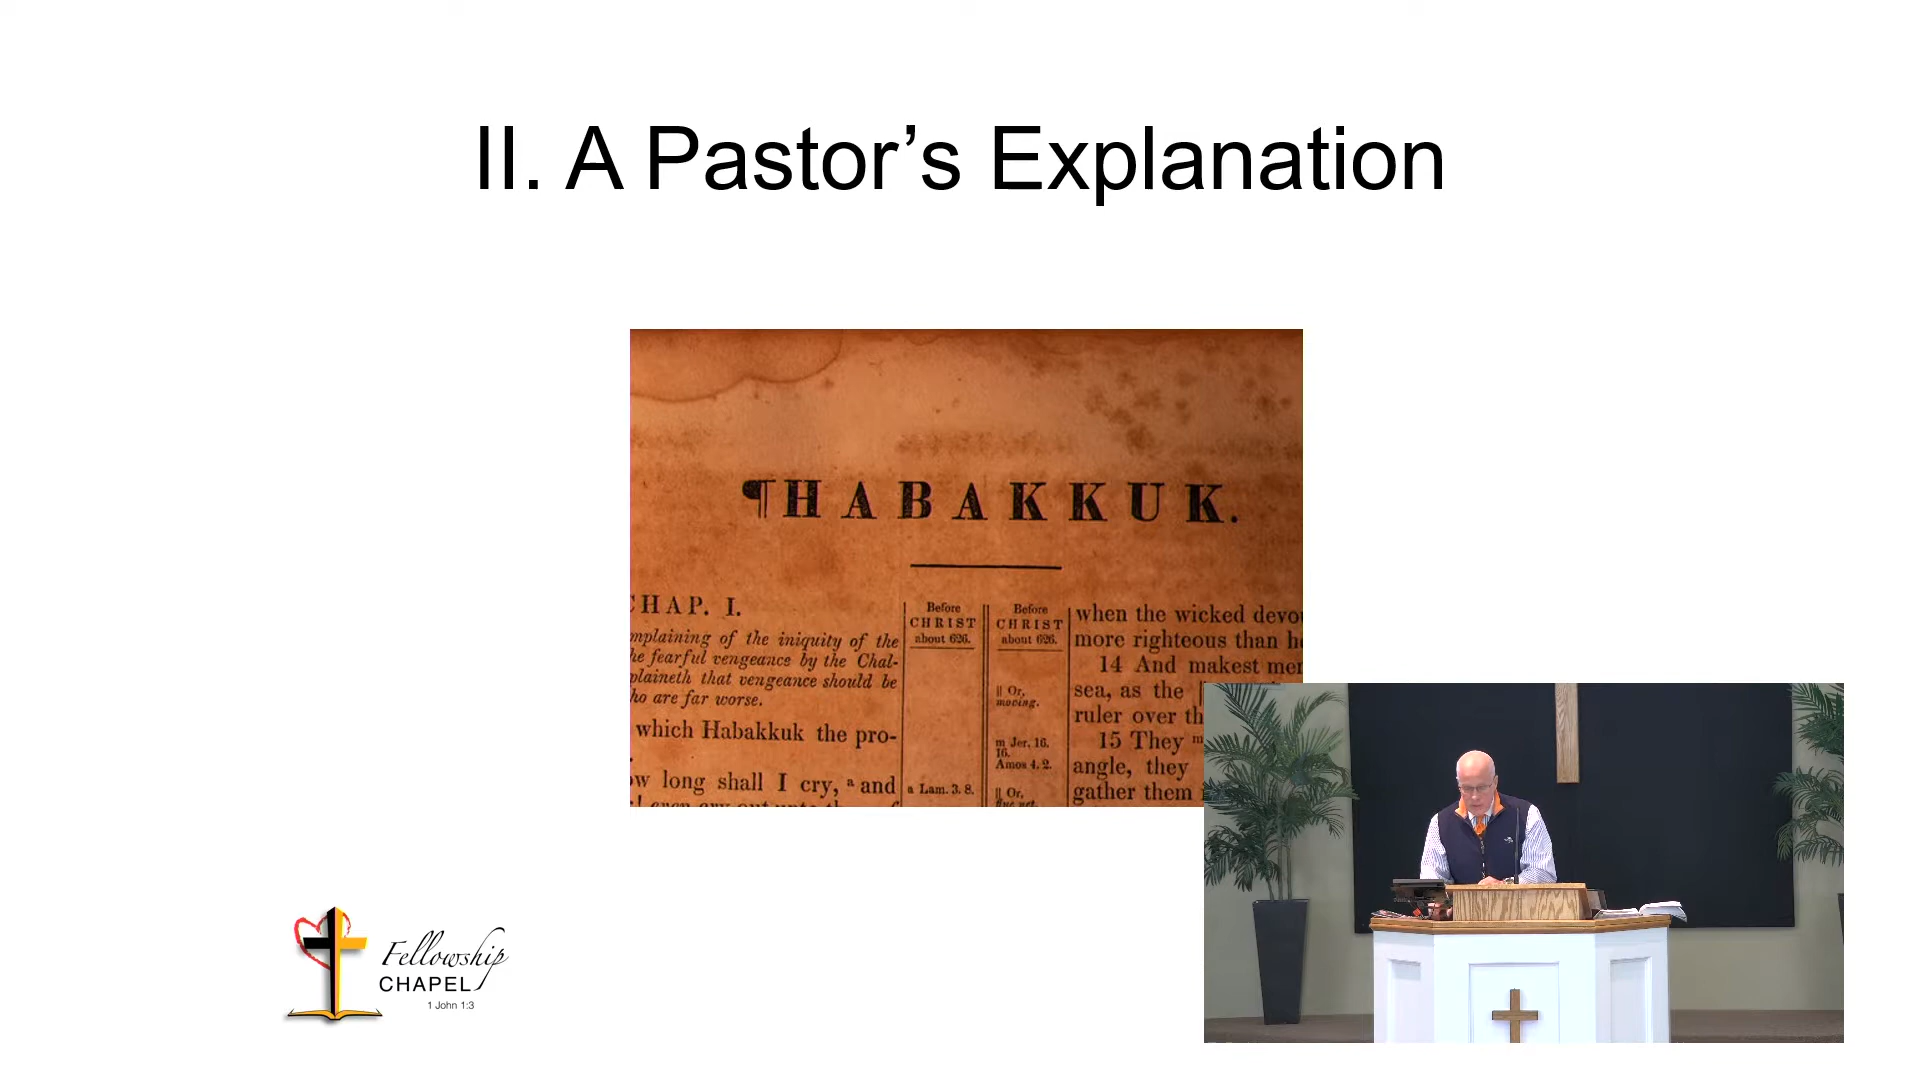 II. A Pastor’s Explanation
¶HABAKKUK.
CHAP. I.
mplaining of the iniquity of the
he fearful vengeance by the Chal-
plaineth that vengeance should be
ho are far worse.
which Habakkuk the pro-
ow long shall I cry, a and
Before
CHRIST
about 626.
a Lam. 3. 8.
Before
CHRIST
about 626.
|| Or,
moving.
m Jer. 16.
16.
Amos 4. 2.
|| Or,
when the wicked devou
more righteous than he
14 And makest men
sea, as the
ruler over th
15 They m
angle, they
gather them
Fellowship
CHAPEL
1 John 1:3